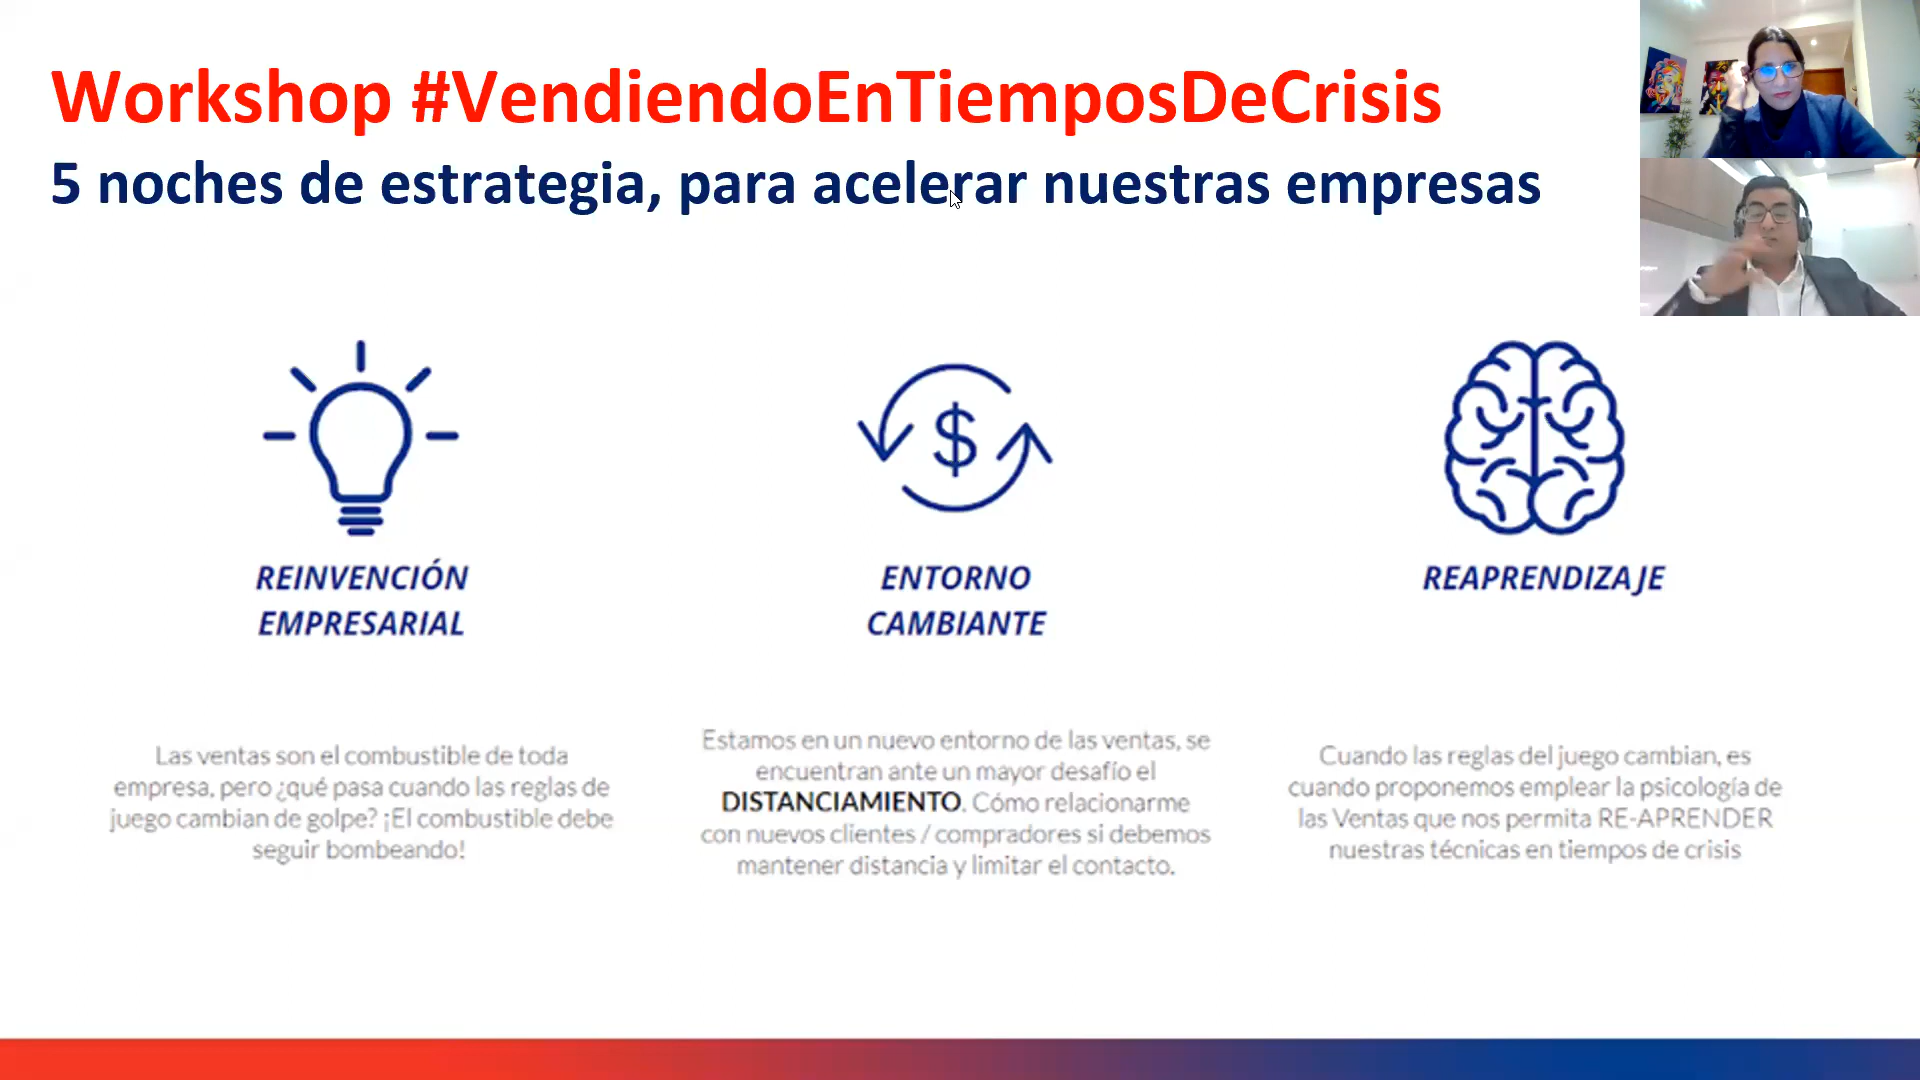 Workshop #VendiendoEnTiemposDeCrisis
5 noches de estrategia, para acelerar nuestras empresas
REINVENCIÓN
EMPRESARIAL
Las ventas son el combustible de toda
empresa, pero ¿qué pasa cuando las reglas de
juego cambian de golpe? ¡El combustible debe
seguir bombeando!
$
ENTORNO
CAMBIANTE
Estamos en un nuevo entorno de las ventas, se
encuentran ante un mayor desafío el
DISTANCIAMIENTO. Cómo relacionarme
con nuevos clientes / compradores si debemos
mantener distancia y limitar el contacto.
REAPRENDIZAJE
Cuando las reglas del juego cambian, es
cuando proponemos emplear la psicología de
las Ventas que nos permita RE-APRENDER
nuestras técnicas en tiempos de crisis